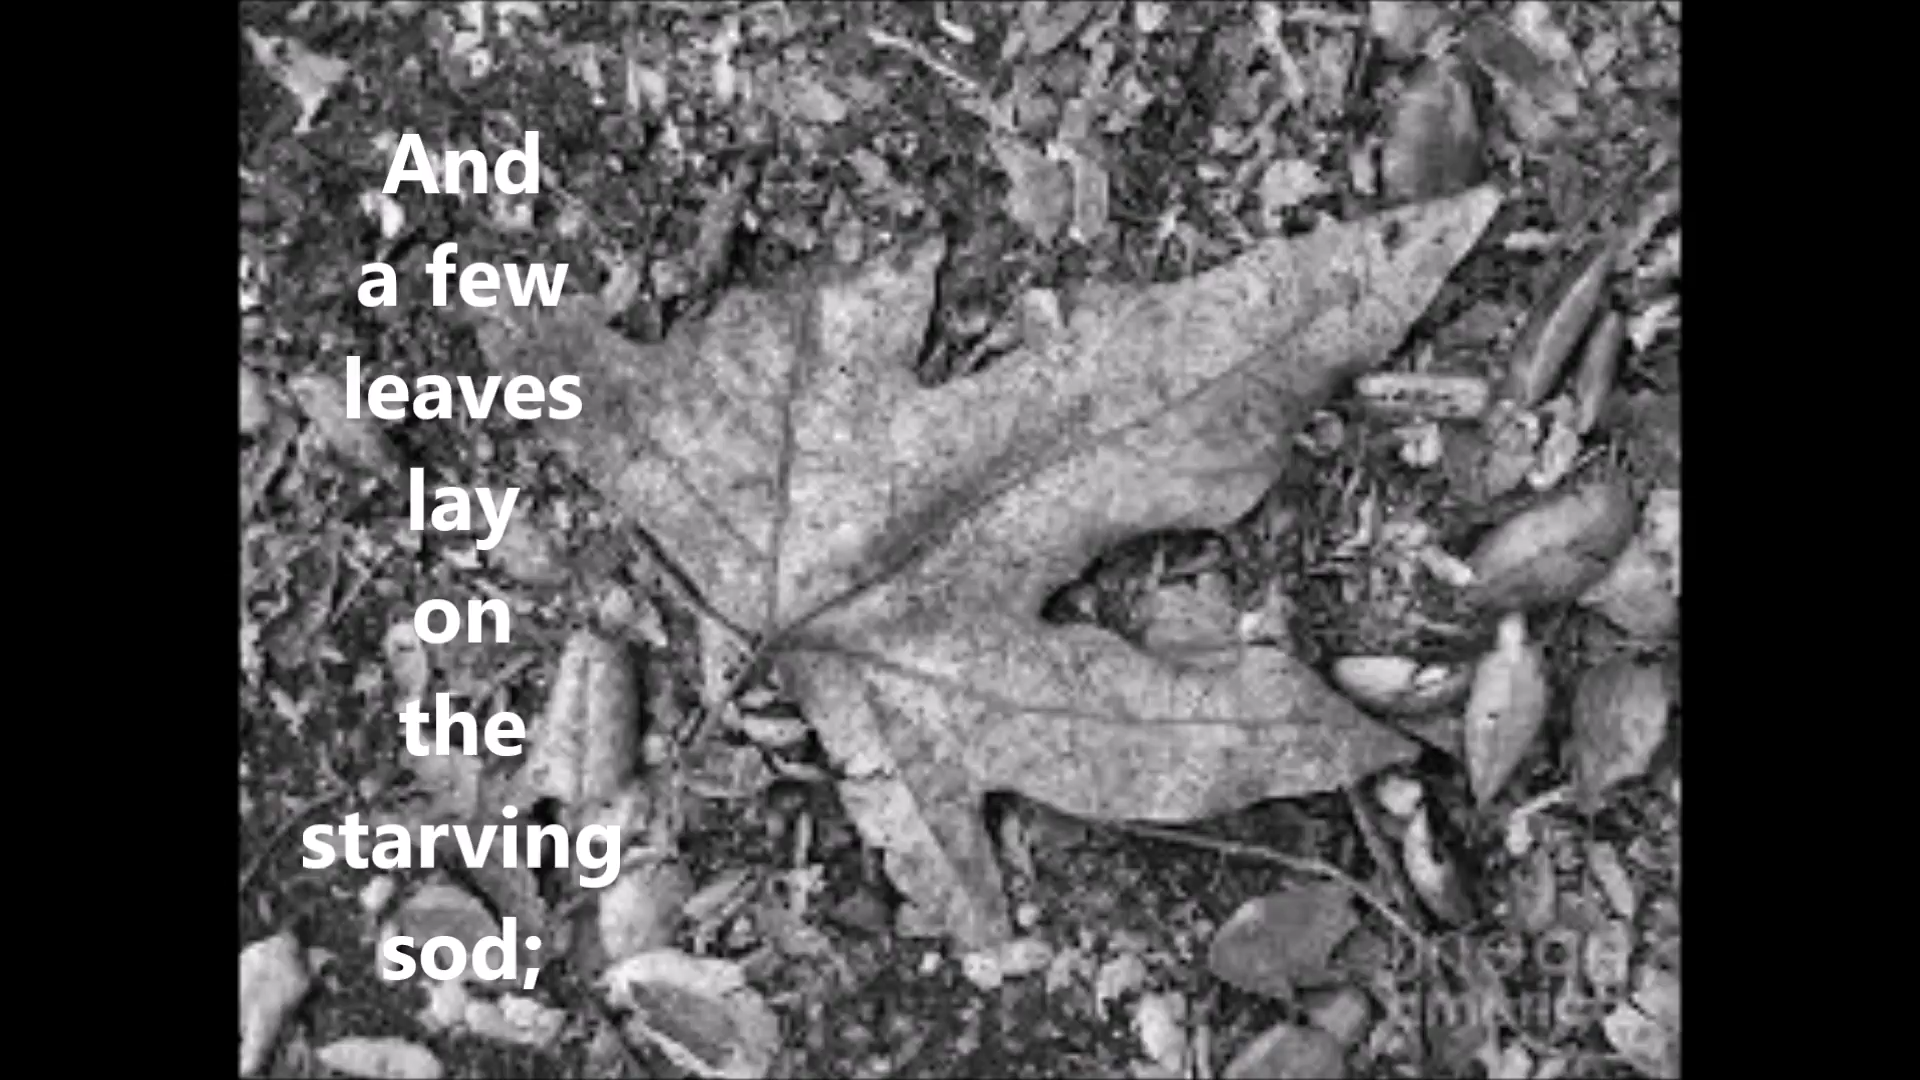 And
a few
leaves
lay
on
the
starving
sod;